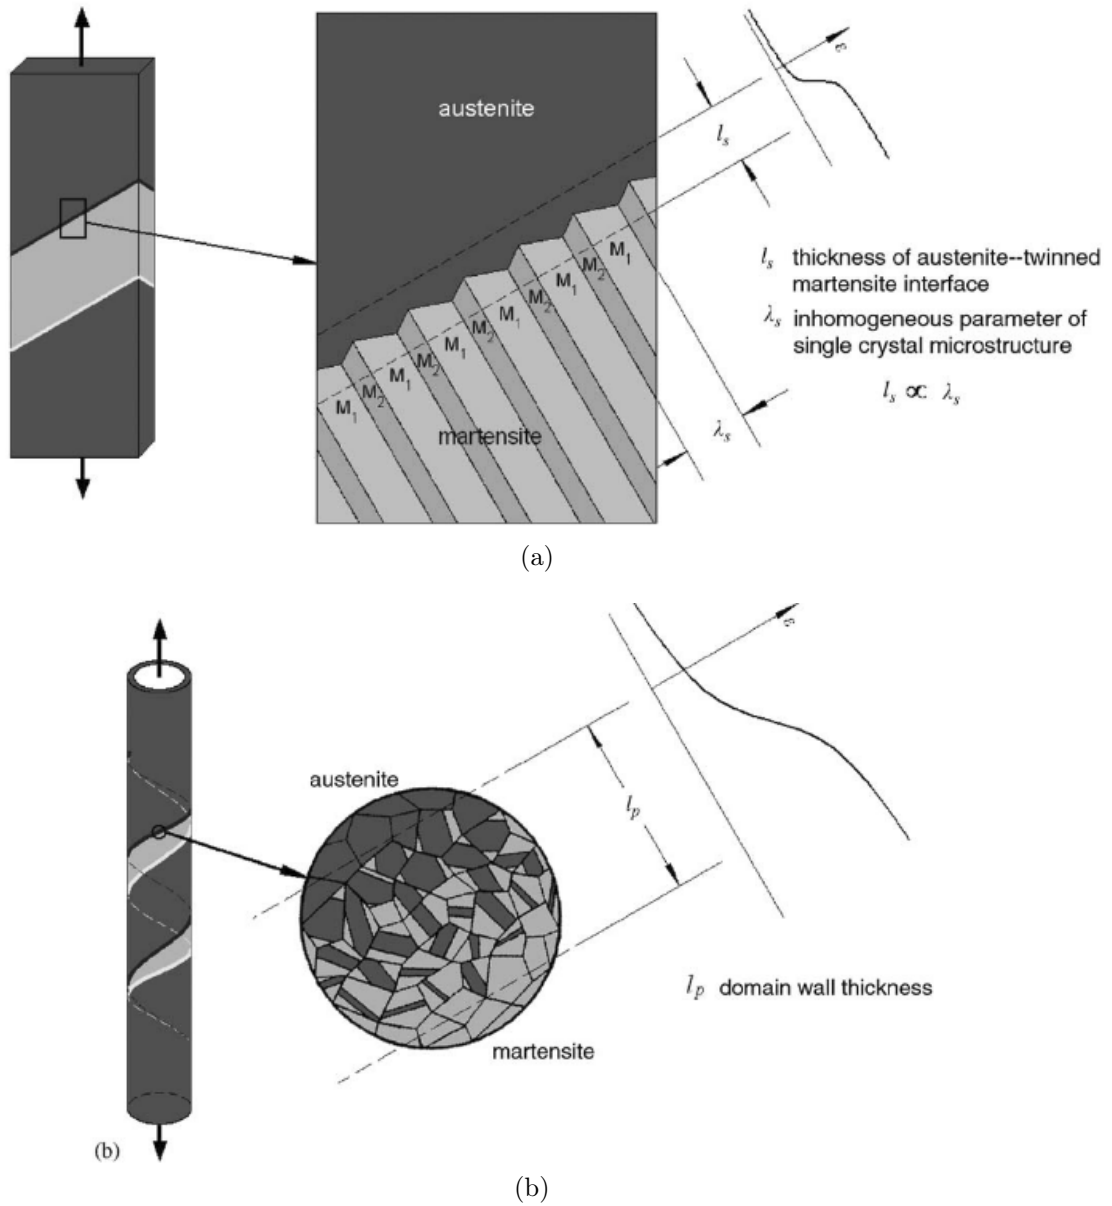 ε
austenite
l_s
M_1 M_2 M_1 M_2 M_1 M_2 M_1 M_2 M_1 M_2 M_1
martensite
λ_s
l_s thickness of austenite--twinned
martensite interface
λ_s inhomogeneous parameter of
single crystal microstructure
l_s ∝ λ_s
(a)
ε
austenite
l_p
l_p domain wall thickness
martensite
(b)
(b)